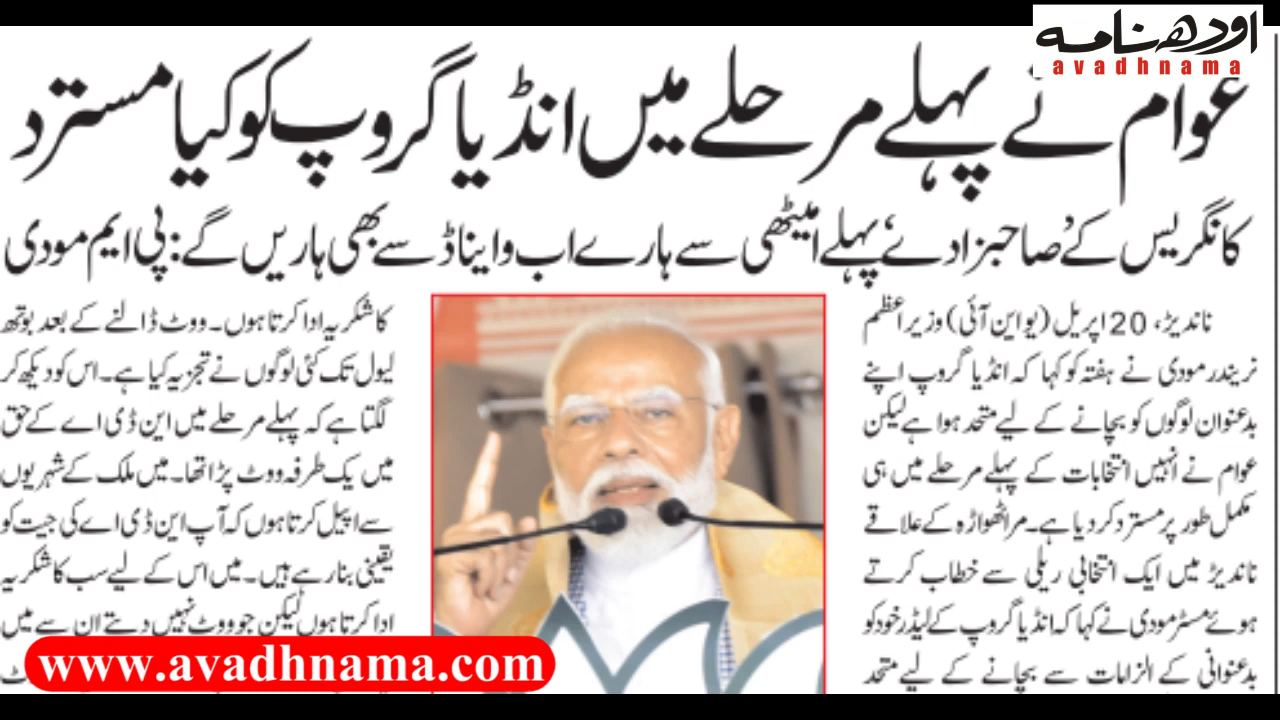 اودھ نامہ
avadhnama
عوام نے پہلے مرحلے میں انڈیا گروپ کو کیا مسترد
کانگریس کے ’صاحبزادے‘ پہلے امیٹھی سے ہارے اب وایناڈ سے بھی ہاریں گے: پی ایم مودی
ناندیڑ، 20 اپریل (یو این آئی) وزیر اعظم
نریندر مودی نے ہفتہ کو کہا کہ انڈیا گروپ اپنے
بدعنوان لوگوں کو بچانے کے لیے متحد ہوا ہے لیکن
عوام نے انہیں انتخابات کے پہلے مرحلے میں ہی
مکمل طور پر مسترد کر دیا ہے۔ مراٹھواڑہ کے علاقے
ناندیڑ میں ایک انتخابی ریلی سے خطاب کرتے
ہوئے مسٹر مودی نے کہا کہ انڈیا گروپ کے لیڈر خود کو
بدعنوانی کے الزامات سے بچانے کے لیے متحد
کا شکریہ ادا کرتا ہوں۔ ووٹ ڈالنے کے بعد بوتھ
لیول تک کئی لوگوں نے تجزیہ کیا ہے۔ اس کو دیکھ کر
لگتا ہے کہ پہلے مرحلے میں این ڈی اے کے حق
میں یک طرفہ ووٹ پڑا تھا۔ میں ملک کے شہریوں
سے اپیل کرتا ہوں کہ آپ این ڈی اے کی جیت کو
یقینی بنا رہے ہیں۔ میں اس کے لیے سب کا شکریہ
ادا کرتا ہوں لیکن جو ووٹ نہیں دیتے ان سے میں
www.avadhnama.com